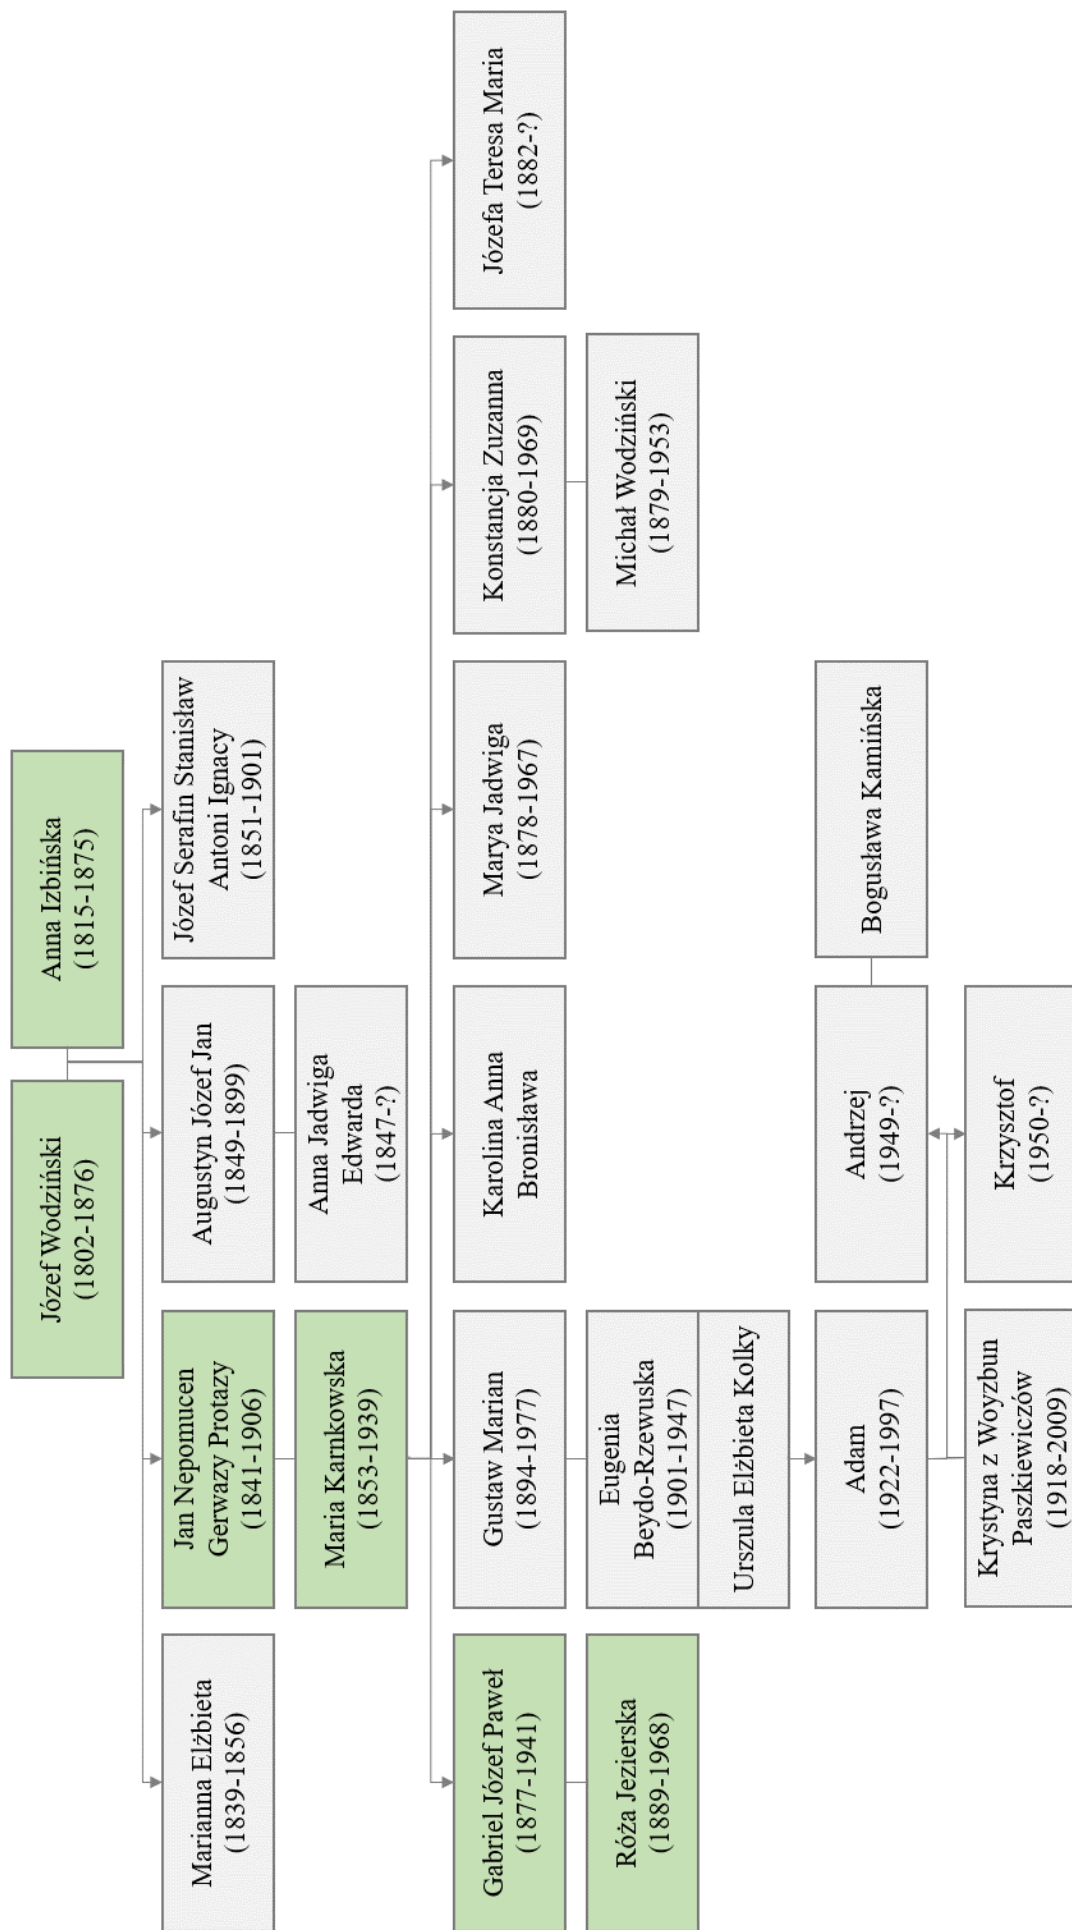 Józef Wodziński
(1802-1876)
Anna Izbińska
(1815-1875)
Marianna Elżbieta
(1839-1856)
Jan Nepomucen
Gerwazy Protazy
(1841-1906)
Augustyn Józef Jan
(1849-1899)
Józef Serafin Stanisław
Antoni Ignacy
(1851-1901)
Maria Karnkowska
(1853-1939)
Anna Jadwiga
Edwarda
(1847-?)
Gabriel Józef Paweł
(1877-1941)
Gustaw Marian
(1894-1977)
Karolina Anna
Bronisława
Marya Jadwiga
(1878-1967)
Konstancja Zuzanna
(1880-1969)
Józefa Teresa Maria
(1882-?)
Róża Jezierska
(1889-1968)
Eugenia
Beydo-Rzewuska
(1901-1947)
Michał Wodziński
(1879-1953)
Urszula Elżbieta Kolky
Adam
(1922-1997)
Andrzej
(1949-?)
Bogusława Kamińska
Krystyna z Woyzbun
Paszkiewiczów
(1918-2009)
Krzysztof
(1950-?)